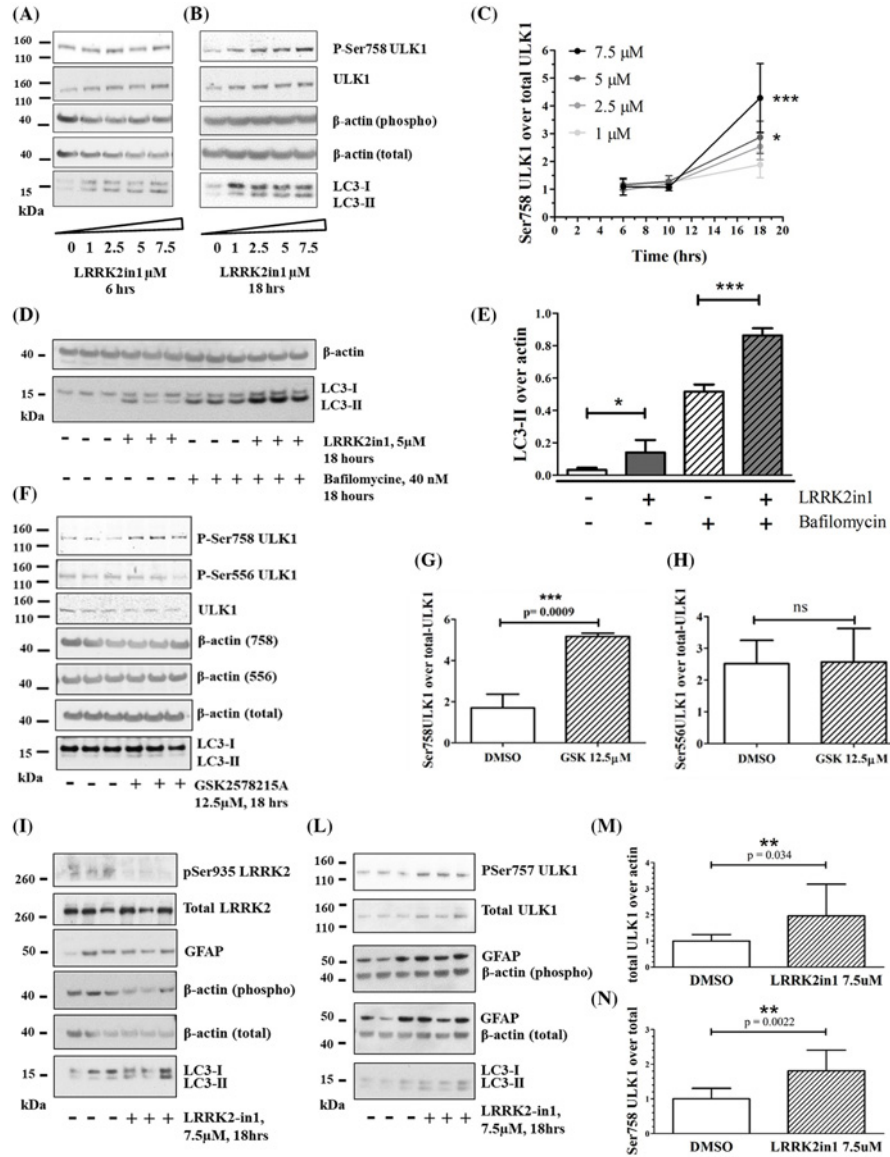 (A)
160
110
160
110
40
40
15
kDa
0 1 2.5 5 7.5
LRRK2in1 µM
6 hrs
(B)
P-Ser758 ULK1
ULK1
β-actin (phospho)
β-actin (total)
LC3-I
LC3-II
0 1 2.5 5 7.5
LRRK2in1 µM
18 hrs
(C)
Ser758 ULK1 over total ULK1
6
5
4
3
2
1
0
7.5 µM
5 µM
2.5 µM
1 µM
***
*
0 2 4 6 8 10 12 14 16 18 20
Time (hrs)
(D)
40
15
kDa
β-actin
LC3-I
LC3-II
- - - + + + - - - + + + LRRK2in1, 5µM
18 hours
- - - - - - + + + + + + Bafilomycine, 40 nM
18 hours
(E)
LC3-II over actin
1.0
0.8
0.6
0.4
0.2
0.0
*
***
- + - + LRRK2in1
- - + + Bafilomycin
(F)
160
110
160
110
160
110
40
40
40
15
kDa
P-Ser758 ULK1
P-Ser556 ULK1
ULK1
β-actin (758)
β-actin (556)
β-actin (total)
LC3-I
LC3-II
- - - + + + GSK2578215A
12.5µM, 18 hrs
(G)
Ser758ULK1 over total-ULK1
6
4
2
0
***
p= 0.0009
DMSO
GSK 12.5µM
(H)
Ser556ULK1 over total-ULK1
4
3
2
1
0
ns
DMSO
GSK 12.5µM
(I)
260
260
50
40
40
15
kDa
pSer935 LRRK2
Total LRRK2
GFAP
β-actin (phospho)
β-actin (total)
LC3-I
LC3-II
- - - + + + LRRK2-in1,
7.5µM, 18hrs
(L)
160
110
160
110
50
40
50
40
15
kDa
PSer757 ULK1
Total ULK1
GFAP
β-actin (phospho)
GFAP
β-actin (total)
LC3-I
LC3-II
- - - + + + LRRK2-in1,
7.5µM, 18hrs
(M)
total ULK1 over actin
4
3
2
1
0
**
p = 0.034
DMSO
LRRK2in1 7.5uM
(N)
Ser758 ULK1 over total
4
3
2
1
0
**
p = 0.0022
DMSO
LRRK2in1 7.5uM